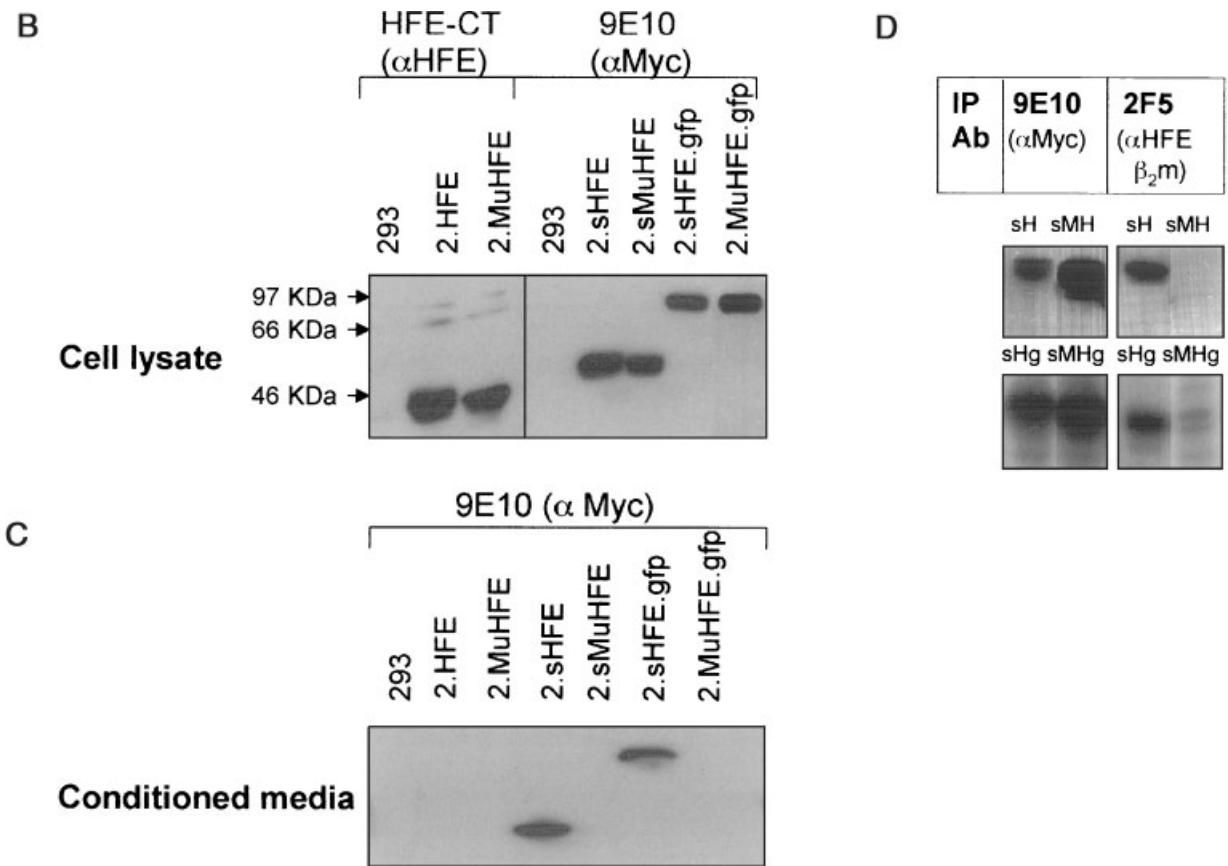 B
HFE-CT
(αHFE)
9E10
(αMyc)
293
2.HFE
2.MuHFE
293
2.sHFE
2.sMuHFE
2.sHFE.gfp
2.MuHFE.gfp
97 KDa
66 KDa
46 KDa
Cell lysate
C
9E10 (α Myc)
293
2.HFE
2.MuHFE
2.sHFE
2.sMuHFE
2.sHFE.gfp
2.MuHFE.gfp
Conditioned media
D
IP
Ab
9E10
(αMyc)
2F5
(αHFE
β₂m)
sH sMH
sH sMH
sHg sMHg
sHg sMHg